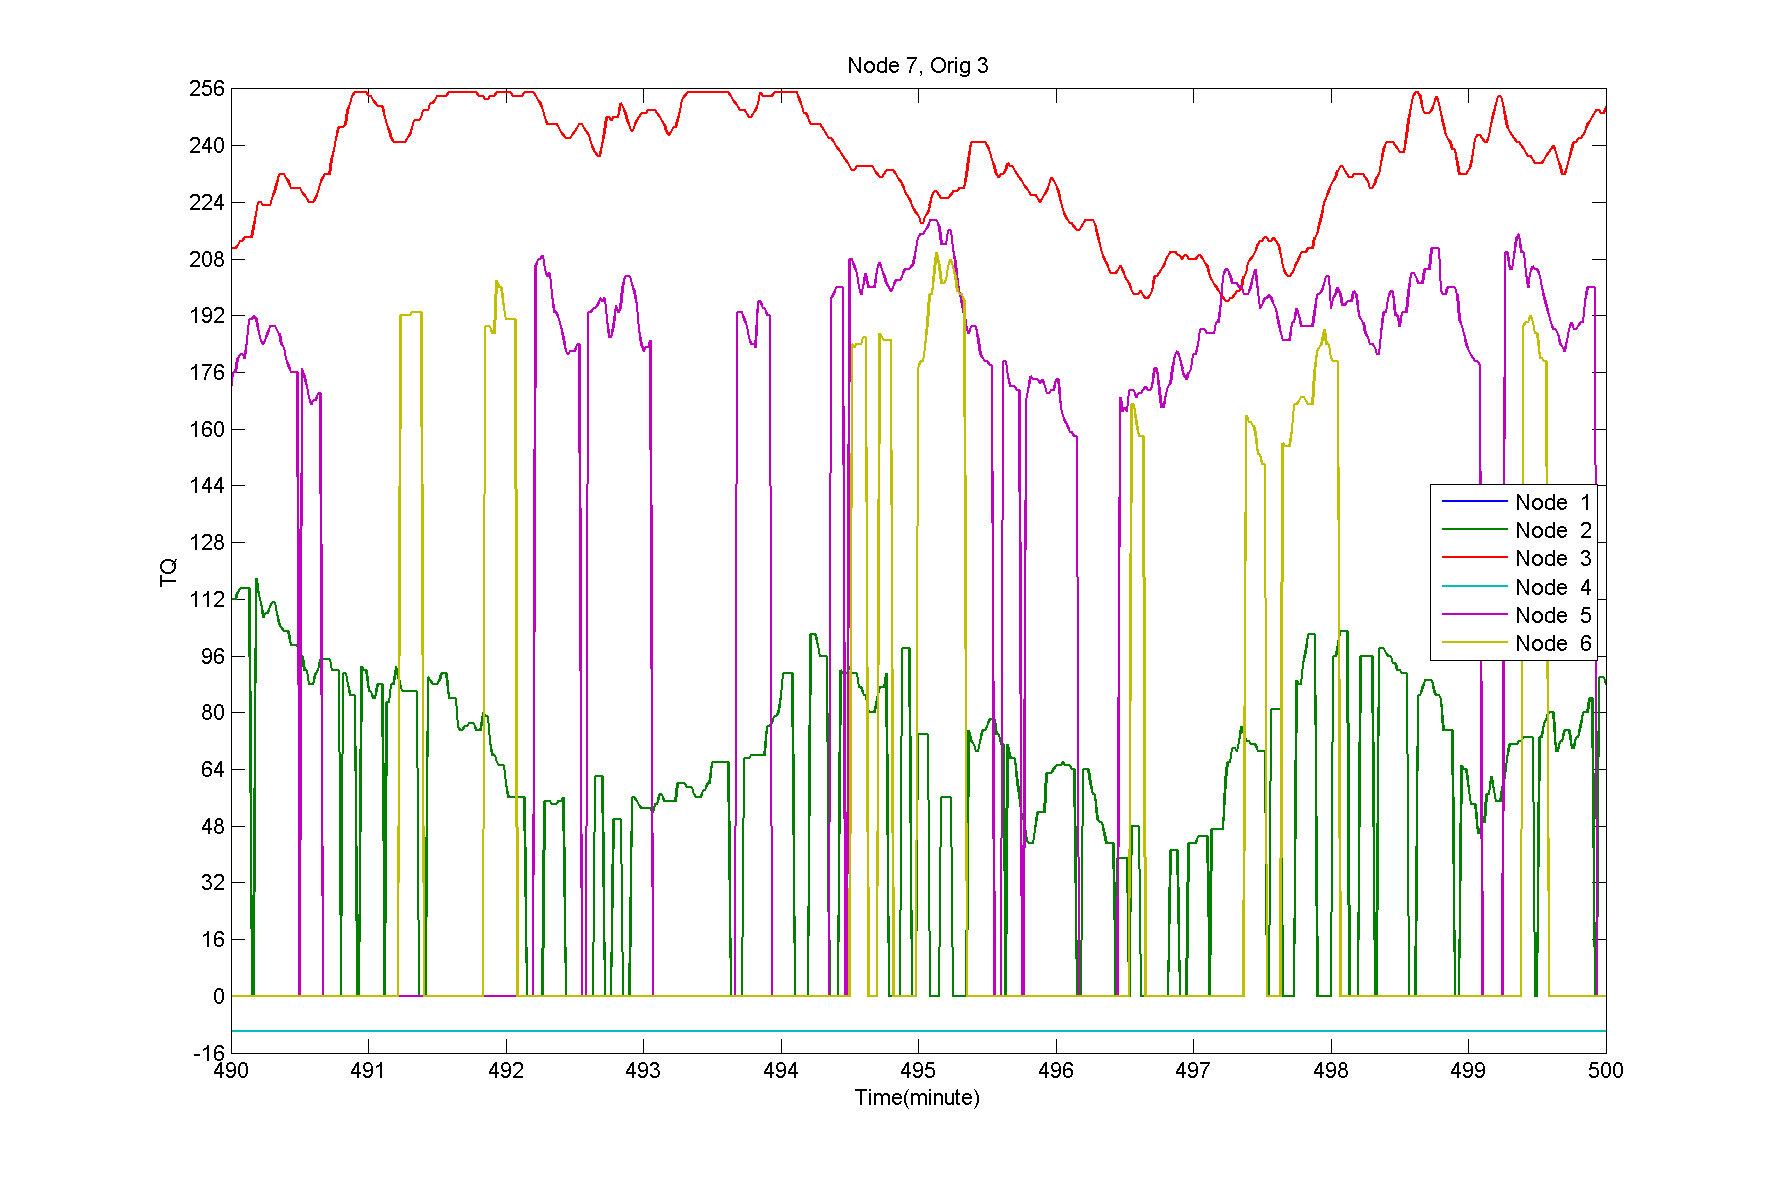 Node 7, Orig 3
256
240
224
208
192
176
160
144
128
112
96
80
64
48
32
16
0
-16
TQ
Node 1
Node 2
Node 3
Node 4
Node 5
Node 6
490 491 492 493 494 495 496 497 498 499 500
Time(minute)